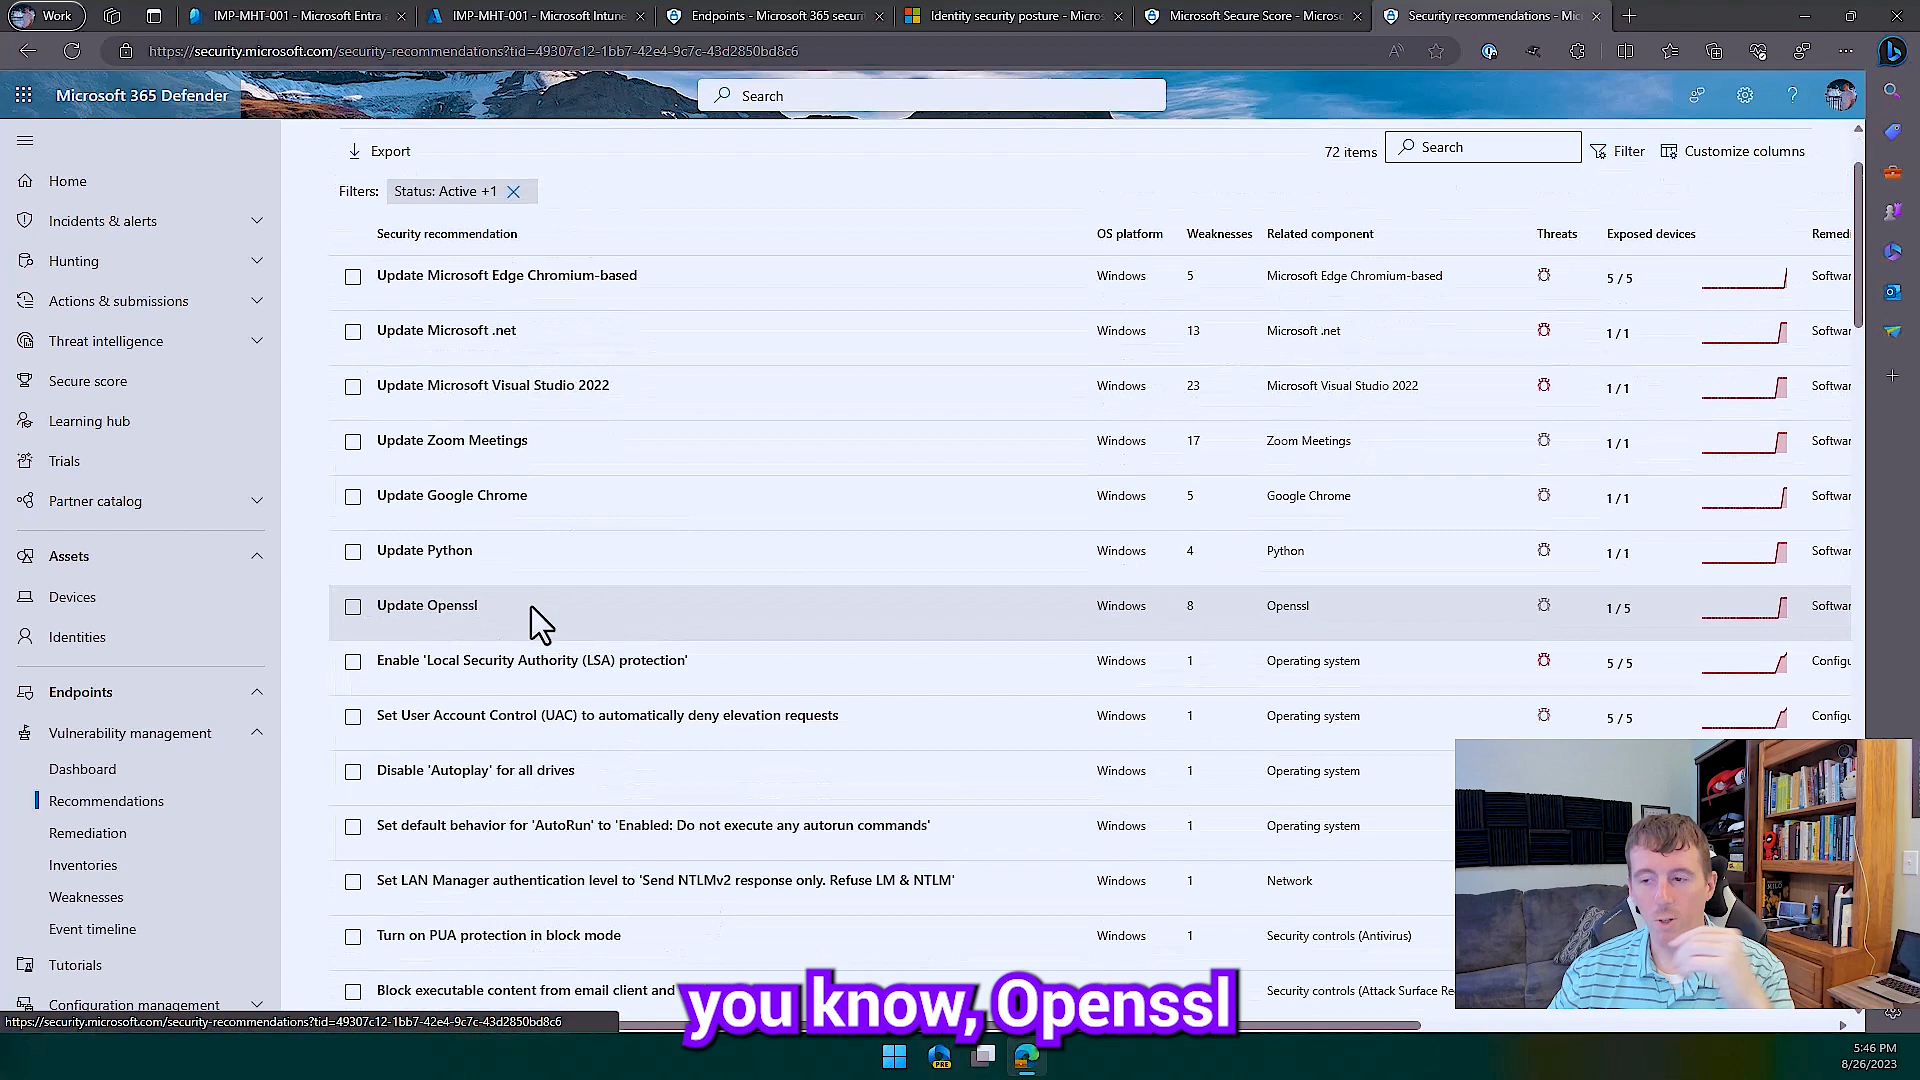 Work
IMP-MHT-001 - Microsoft Entra a
IMP-MHT-001 - Microsoft Intune
Endpoints - Microsoft 365 securi
Identity security posture - Micros
Microsoft Secure Score - Microso
Security recommendations - Mic
https://security.microsoft.com/security-recommendations?tid=49307c12-1bb7-42e4-9c7c-43d2850bd8c6
Microsoft 365 Defender
Search
Export
72 items
Search
Filter
Customize columns
Filters:
Status: Active +1
Security recommendation OS platform Weaknesses Related component Threats Exposed devices Remedi
Update Microsoft Edge Chromium-based Windows 5 Microsoft Edge Chromium-based 5 / 5 Softwar
Update Microsoft .net Windows 13 Microsoft .net 1 / 1 Softwar
Update Microsoft Visual Studio 2022 Windows 23 Microsoft Visual Studio 2022 1 / 1 Softwar
Update Zoom Meetings Windows 17 Zoom Meetings 1 / 1 Softwar
Update Google Chrome Windows 5 Google Chrome 1 / 1 Softwar
Update Python Windows 4 Python 1 / 1 Softwar
Update Openssl Windows 8 Openssl 1 / 5 Softwar
Enable 'Local Security Authority (LSA) protection' Windows 1 Operating system 5 / 5 Configu
Set User Account Control (UAC) to automatically deny elevation requests Windows 1 Operating system 5 / 5 Configu
Disable 'Autoplay' for all drives Windows 1 Operating system
Set default behavior for 'AutoRun' to 'Enabled: Do not execute any autorun commands' Windows 1 Operating system
Set LAN Manager authentication level to 'Send NTLMv2 response only. Refuse LM & NTLM' Windows 1 Network
Turn on PUA protection in block mode Windows 1 Security controls (Antivirus)
Block executable content from email client and Security controls (Attack Surface Re
Home
Incidents & alerts
Hunting
Actions & submissions
Threat intelligence
Secure score
Learning hub
Trials
Partner catalog
Assets
Devices
Identities
Endpoints
Vulnerability management
Dashboard
Recommendations
Remediation
Inventories
Weaknesses
Event timeline
Tutorials
Configuration management
https://security.microsoft.com/security-recommendations?tid=49307c12-1bb7-42e4-9c7c-43d2850bd8c6
you know, Openssl
PRE
5:46 PM
8/26/2023